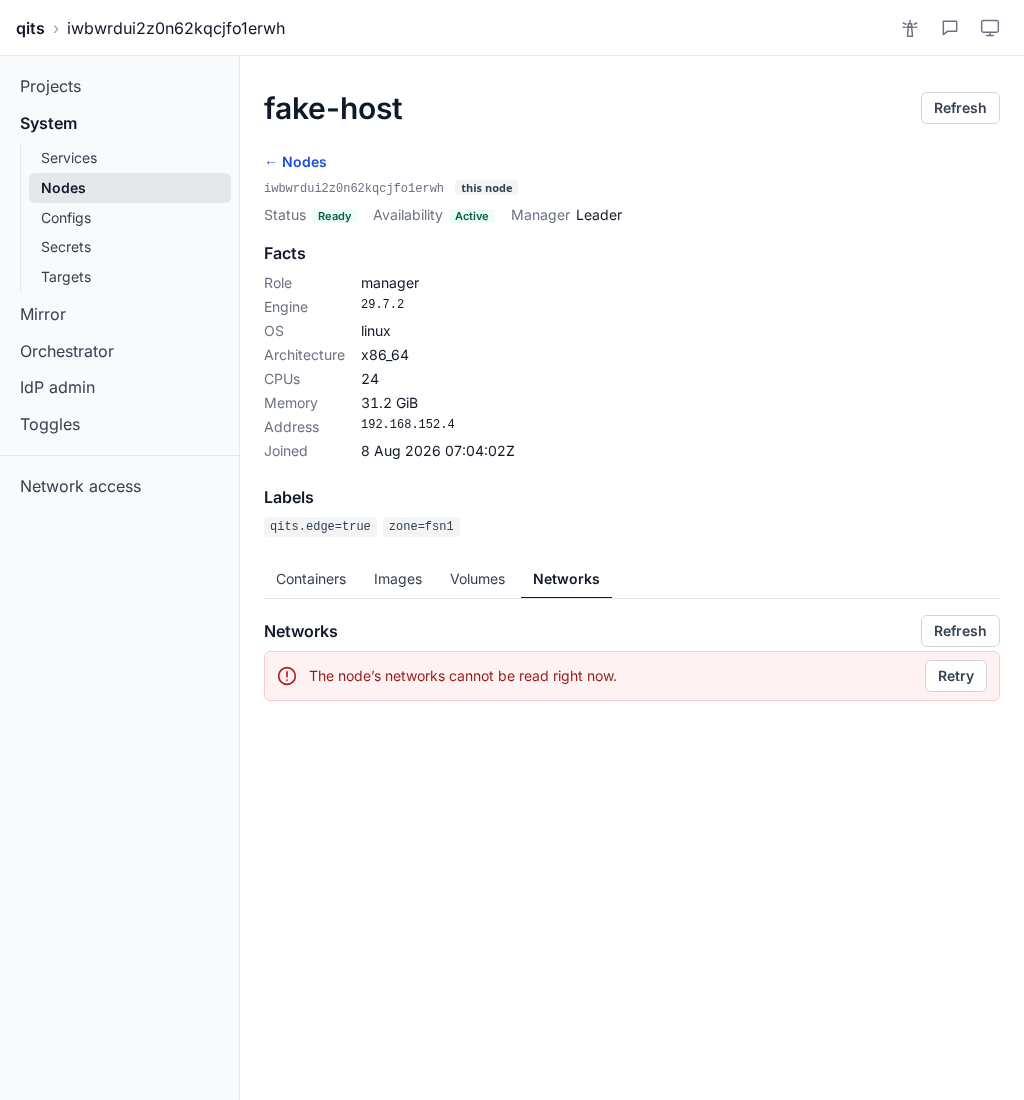 qits › iwbwrdui2z0n62kqcjfo1erwh
Projects
System
Services
Nodes
Configs
Secrets
Targets
Mirror
Orchestrator
IdP admin
Toggles
Network access
fake-host
Refresh
← Nodes
iwbwrdui2z0n62kqcjfo1erwh this node
Status Ready Availability Active Manager Leader
Facts
Role manager
Engine 29.7.2
OS linux
Architecture x86_64
CPUs 24
Memory 31.2 GiB
Address 192.168.152.4
Joined 8 Aug 2026 07:04:02Z
Labels
qits.edge=true zone=fsn1
Containers Images Volumes Networks
Networks Refresh
The node’s networks cannot be read right now. Retry